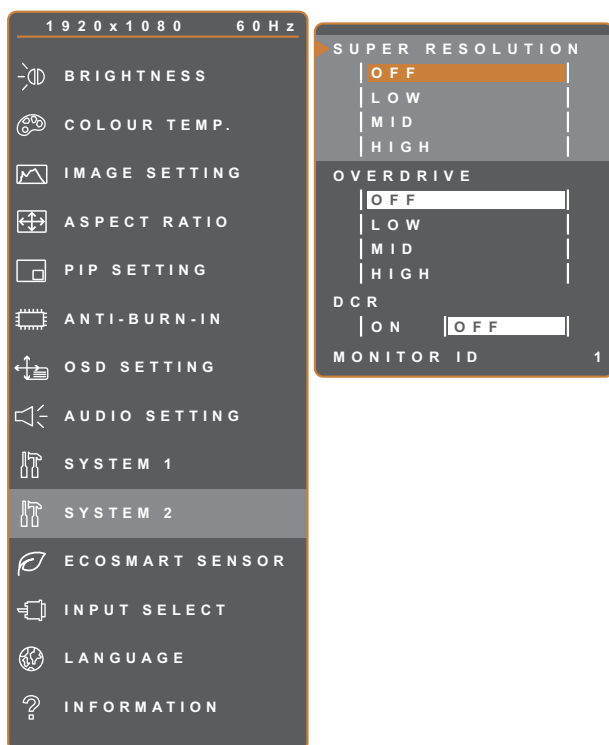 1920x1080 60Hz
BRIGHTNESS
COLOUR TEMP.
IMAGE SETTING
ASPECT RATIO
PIP SETTING
ANTI-BURN-IN
OSD SETTING
AUDIO SETTING
SYSTEM 1
SYSTEM 2
ECOSMART SENSOR
INPUT SELECT
LANGUAGE
INFORMATION
SUPER RESOLUTION
OFF
LOW
MID
HIGH
OVERDRIVE
OFF
LOW
MID
HIGH
DCR
ON OFF
MONITOR ID 1